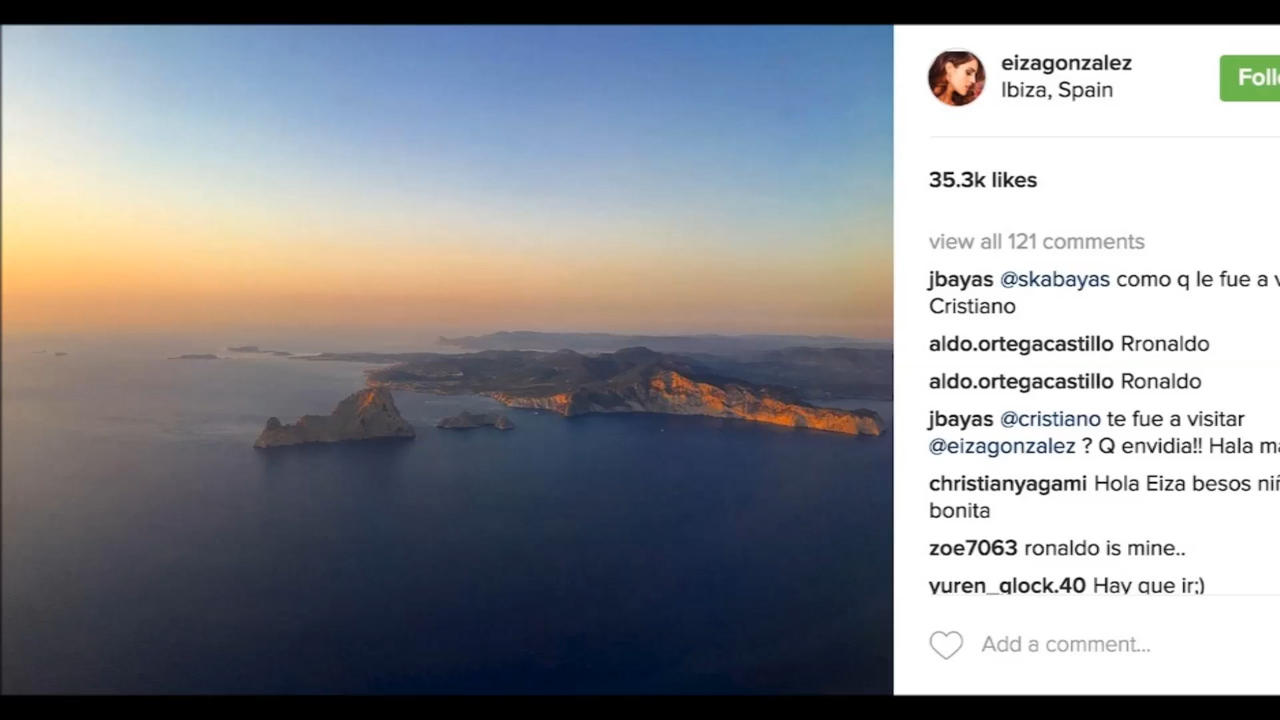 eizagonzalez
Ibiza, Spain
35.3k likes
view all 121 comments
jbayas @skabayas como q le fue a
Cristiano
aldo.ortegacastillo Rronaldo
aldo.ortegacastillo Ronaldo
jbayas @cristiano te fue a visitar
@eizagonzalez ? Q envidia!! Hala
christianyagami Hola Eiza besos
bonita
zoe7063 ronaldo is mine..
yuren_glock.40 Hay que ir;)
Add a comment...